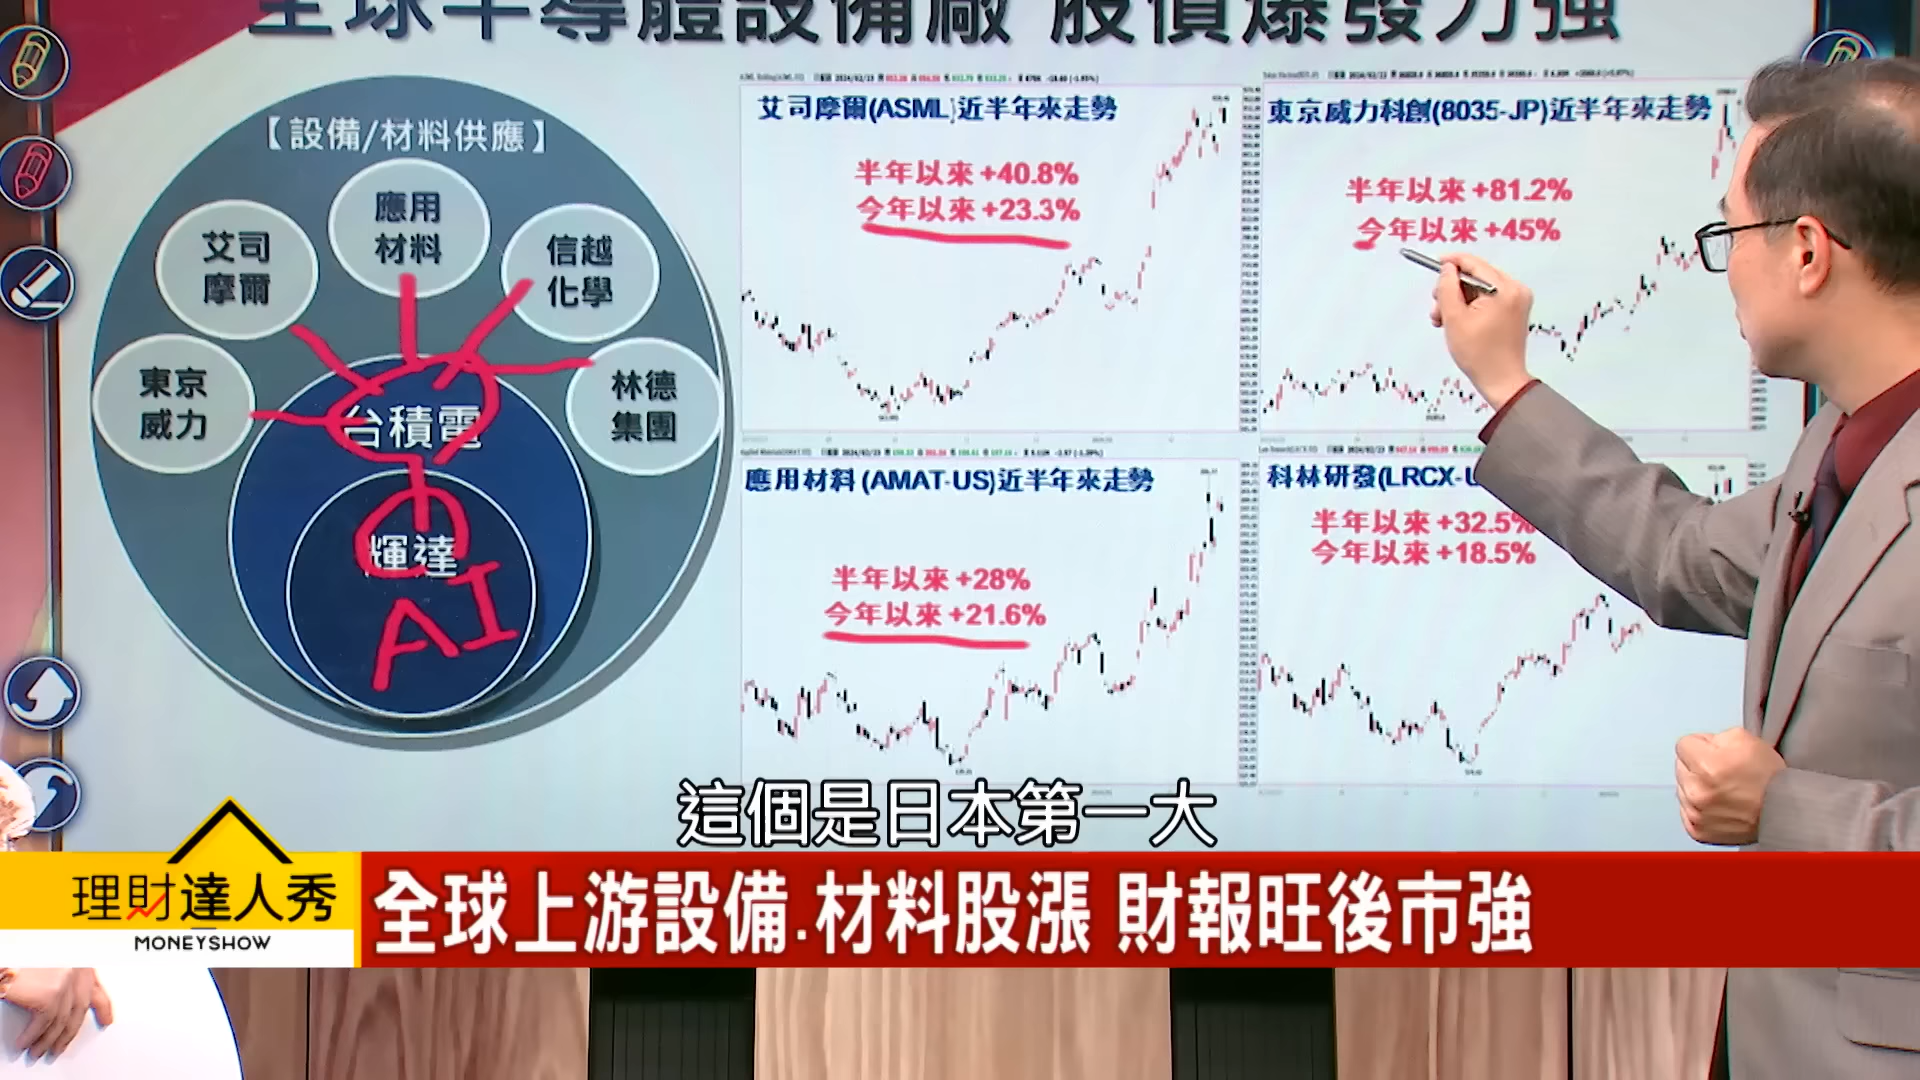 全球半導體設備廠 股價爆發力強
【設備/材料供應】
應用
材料
艾司
摩爾
信越
化學
東京
威力
林德
集團
台積電
輝達
AI
艾司摩爾(ASML)近半年來走勢
半年以來+40.8%
今年以來+23.3%
東京威力科創(8035-JP)近半年來走勢
半年以來+81.2%
今年以來+45%
應用材料(AMAT-US)近半年來走勢
半年以來+28%
今年以來+21.6%
科林研發(LRCX-U
半年以來+32.5%
今年以來+18.5%
這個是日本第一大
理財達人秀
MONEYSHOW
全球上游設備.材料股漲 財報旺後市強